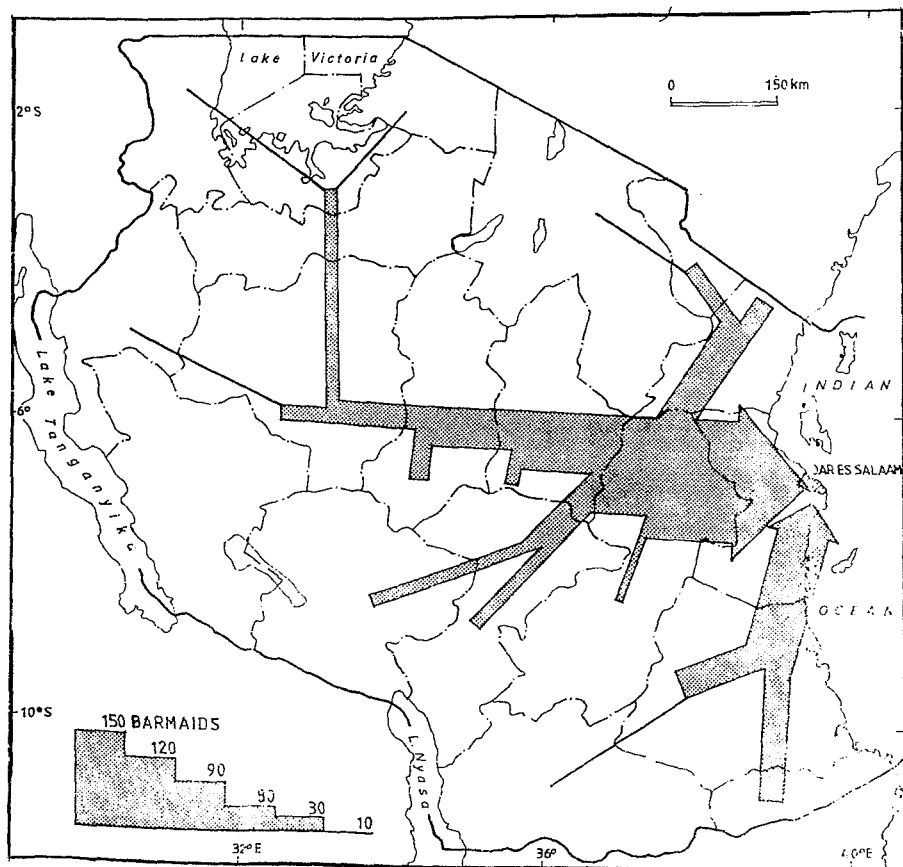 Lake Victoria
0 150 km
2°S
INDIAN
6°
DAR ES SALAAM
Lake Tanganyika
OCEAN
10°S
L. Nyasa
150 BARMAIDS
120
90
30
10
32°E
36°